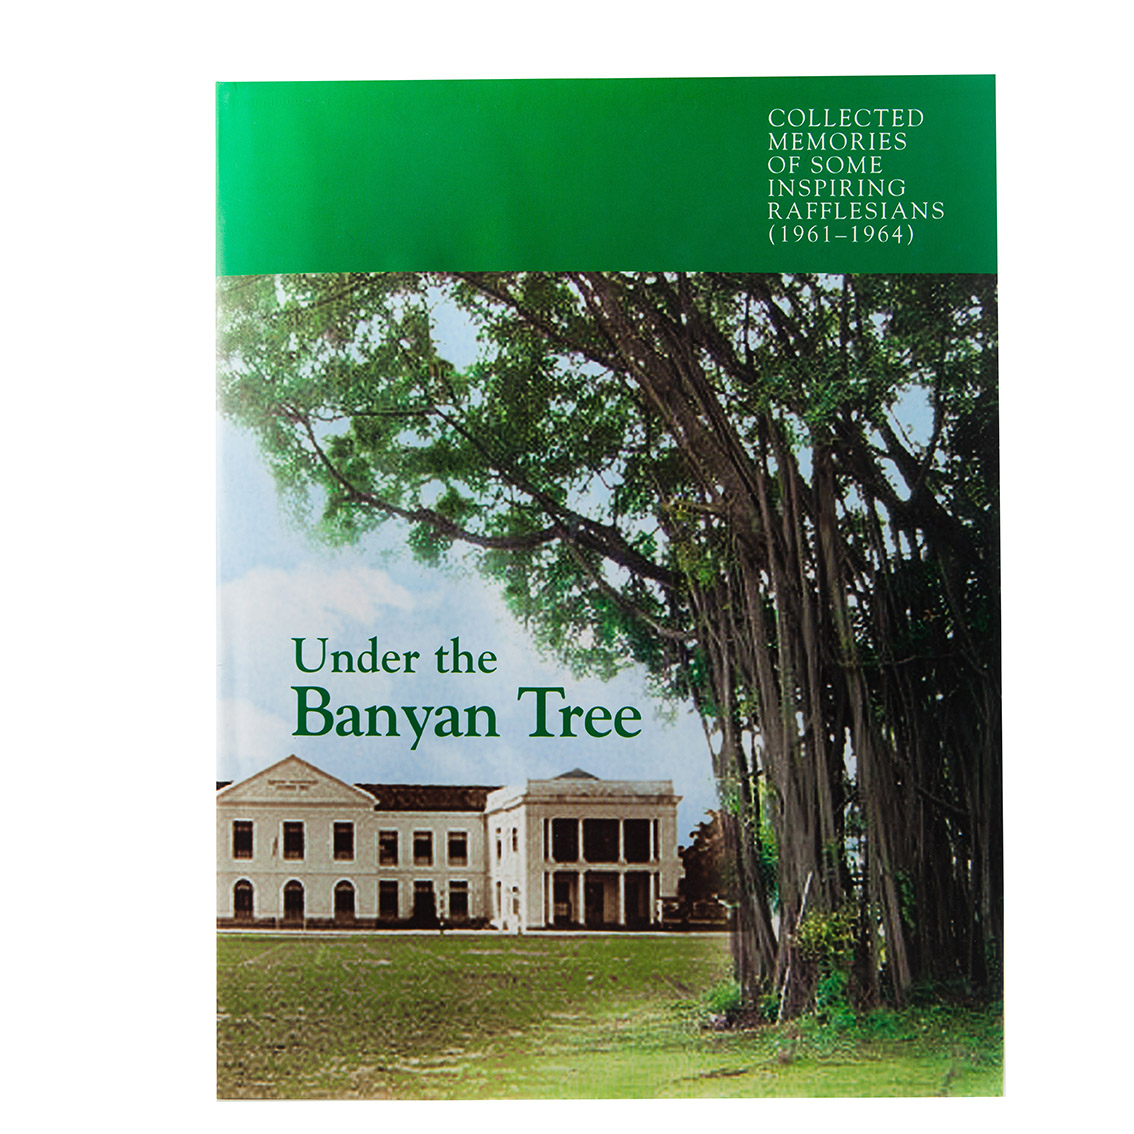 COLLECTED
MEMORIES
OF SOME
INSPIRING
RAFFLESIANS
(1961–1964)
Under the
Banyan Tree